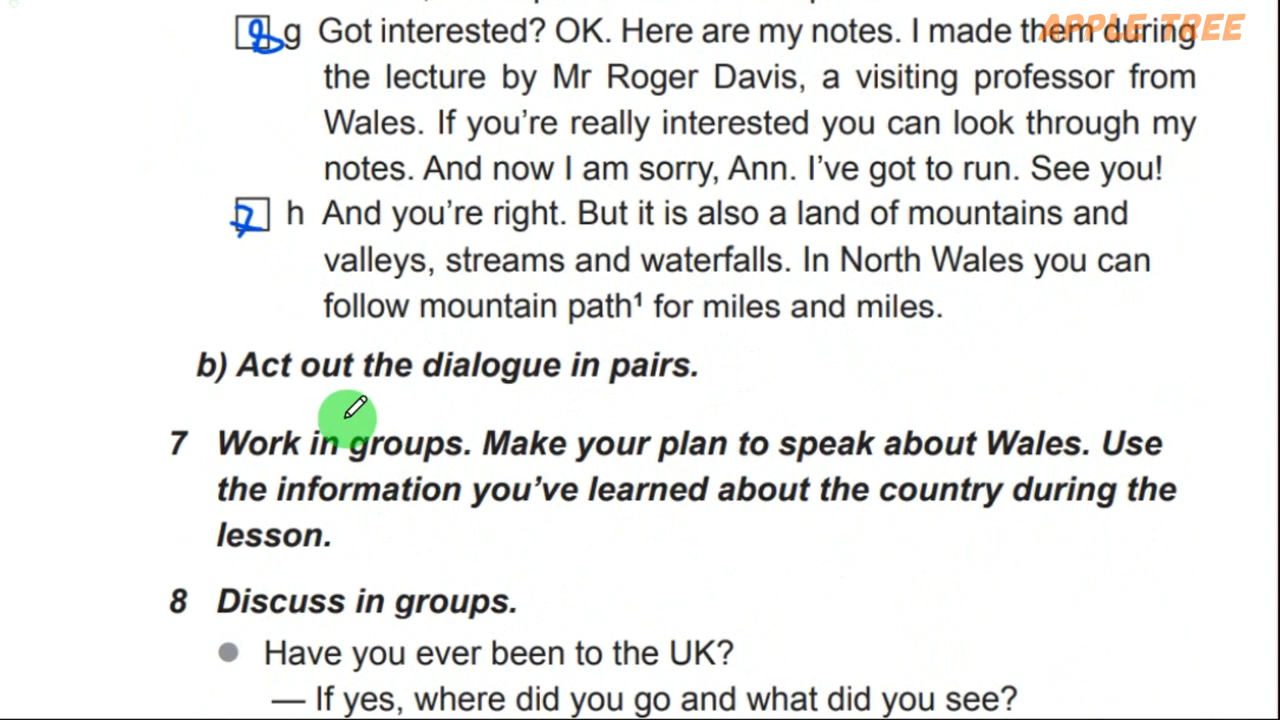 APPLE TREE
8 g Got interested? OK. Here are my notes. I made them during
the lecture by Mr Roger Davis, a visiting professor from
Wales. If you're really interested you can look through my
notes. And now I am sorry, Ann. I've got to run. See you!
h And you're right. But it is also a land of mountains and
valleys, streams and waterfalls. In North Wales you can
follow mountain path¹ for miles and miles.
b) Act out the dialogue in pairs.
7 Work in groups. Make your plan to speak about Wales. Use
the information you've learned about the country during the
lesson.
8 Discuss in groups.
● Have you ever been to the UK?
— If yes, where did you go and what did you see?